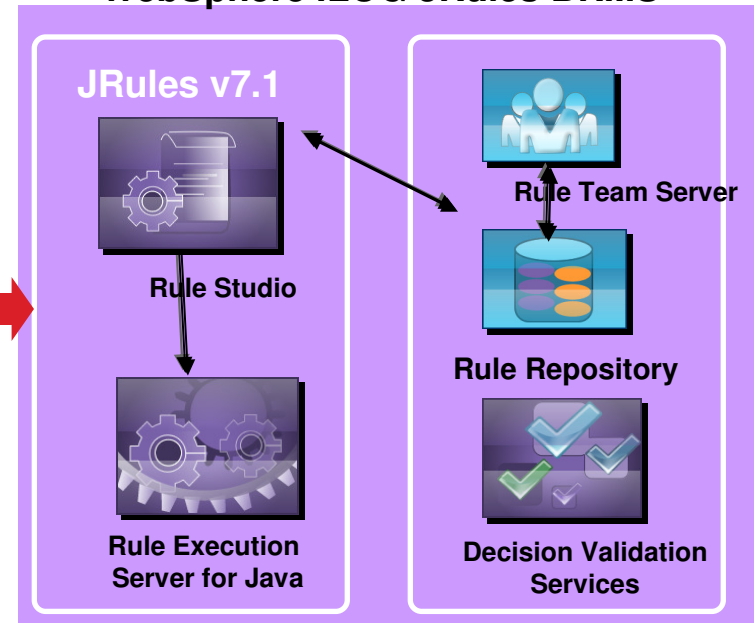 JRules v7.1
Rule Studio
Rule Execution
Server for Java
Rule Team Server
Rule Repository
Decision Validation
Services